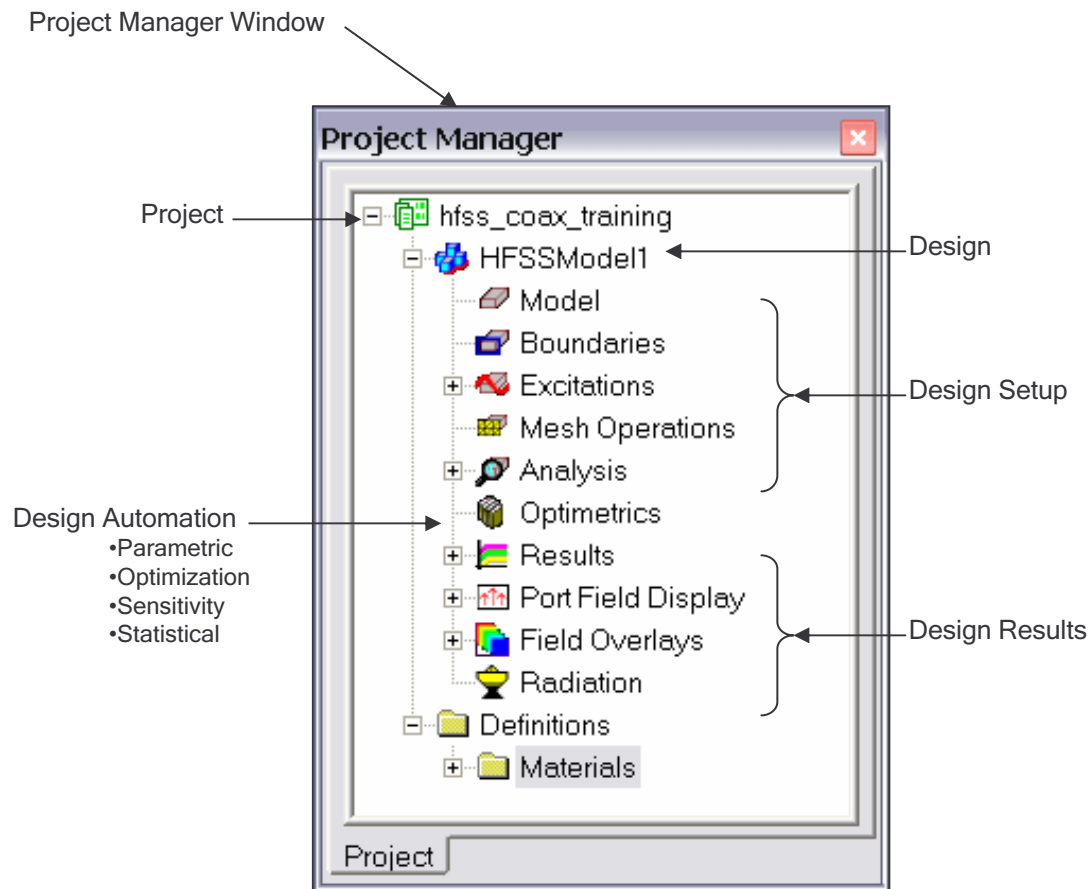 Project Manager Window
Project Manager
Project
hfss_coax_training
HFSSModel1
Design
Model
Boundaries
Excitations
Design Setup
Mesh Operations
Analysis
Design Automation
•Parametric
•Optimization
•Sensitivity
•Statistical
Optimetrics
Results
Port Field Display
Field Overlays
Design Results
Radiation
Definitions
Materials
Project